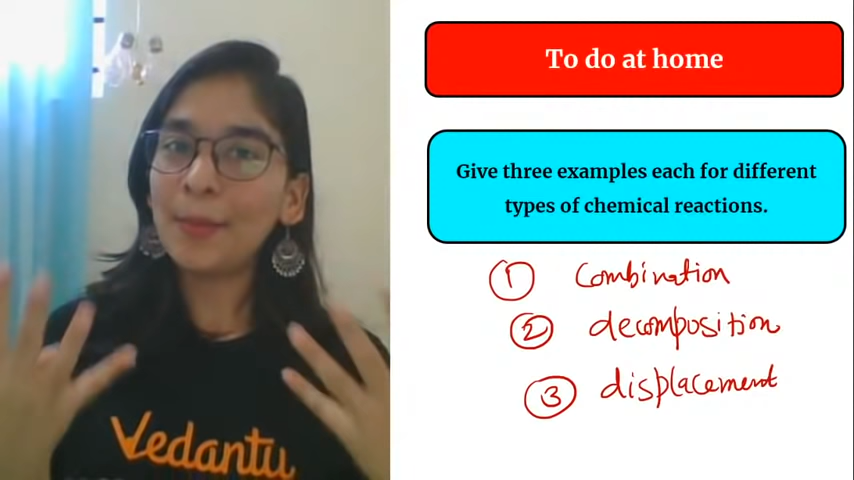 To do at home
Give three examples each for different
types of chemical reactions.
1 Combination
2 decomposition
3 displacement
Vedantu